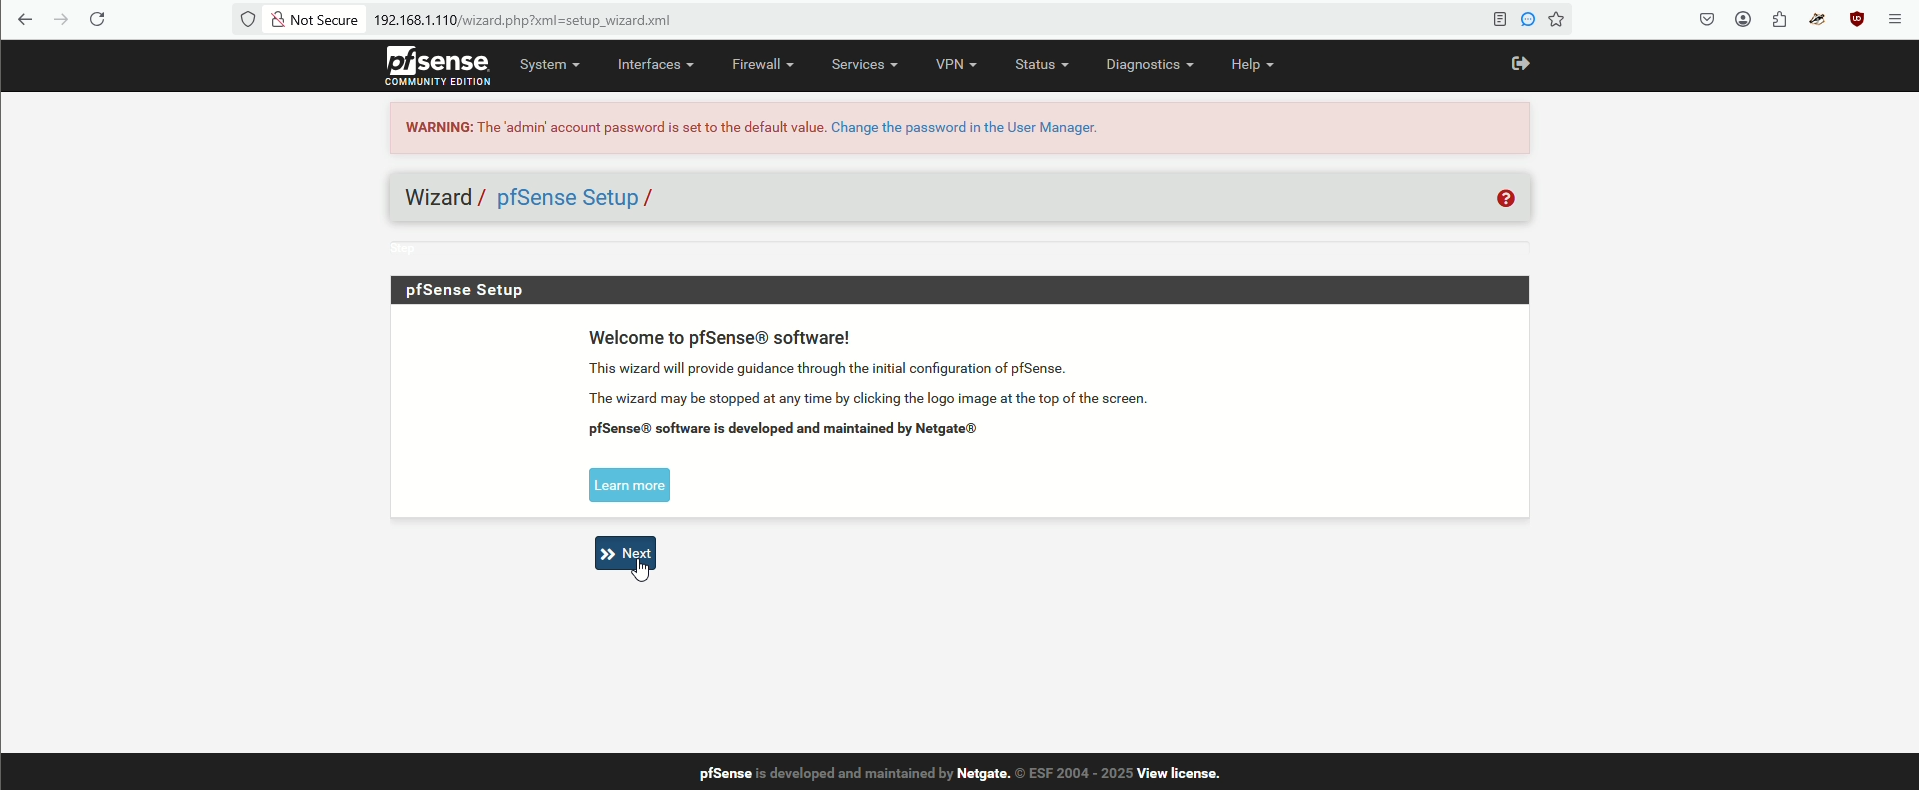 Not Secure 192.168.1.110/wizard.php?xml=setup_wizard.xml
pfsense
COMMUNITY EDITION
System Interfaces Firewall Services VPN Status Diagnostics Help
WARNING: The 'admin' account password is set to the default value. Change the password in the User Manager.
Wizard / pfSense Setup /
Step
pfSense Setup
Welcome to pfSense® software!
This wizard will provide guidance through the initial configuration of pfSense.
The wizard may be stopped at any time by clicking the logo image at the top of the screen.
pfSense® software is developed and maintained by Netgate®
Learn more
Next
pfSense is developed and maintained by Netgate. © ESF 2004 - 2025 View license.